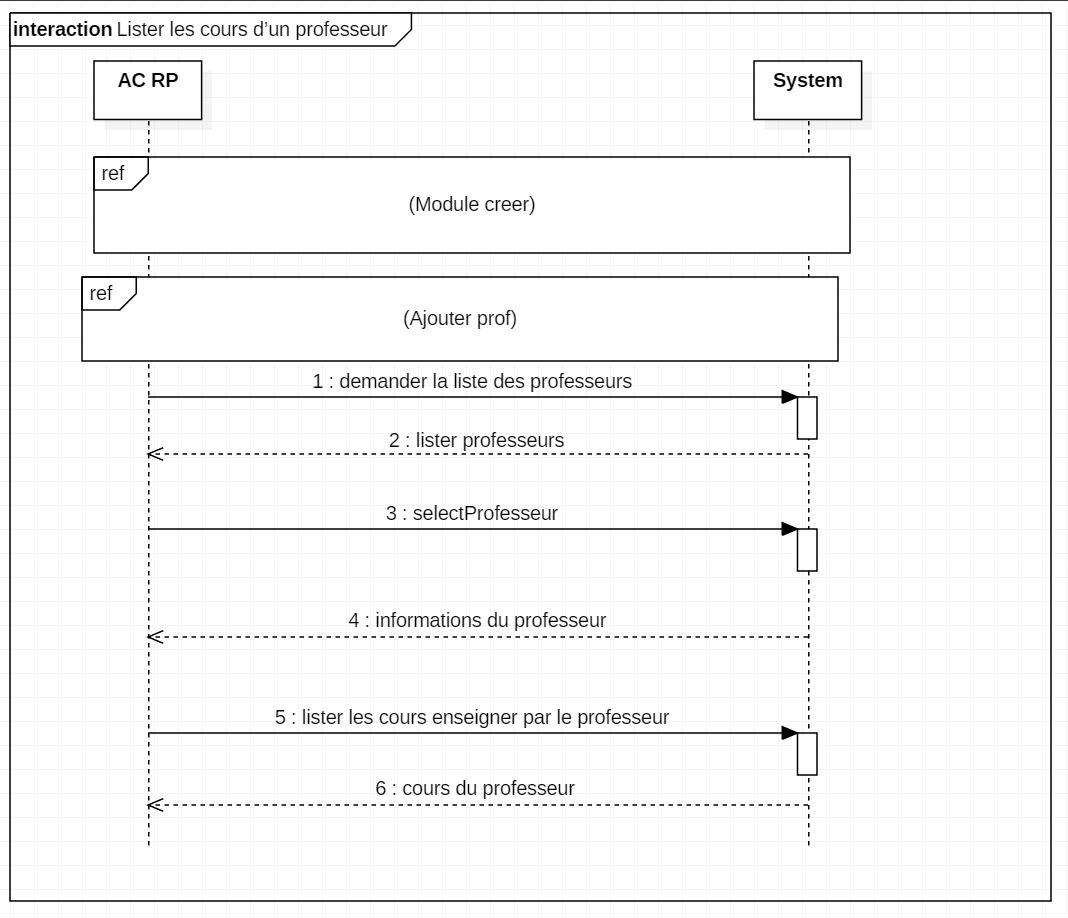 interaction Lister les cours d’un professeur
AC RP
System
ref
(Module creer)
ref
(Ajouter prof)
1 : demander la liste des professeurs
2 : lister professeurs
3 : selectProfesseur
4 : informations du professeur
5 : lister les cours enseigner par le professeur
6 : cours du professeur